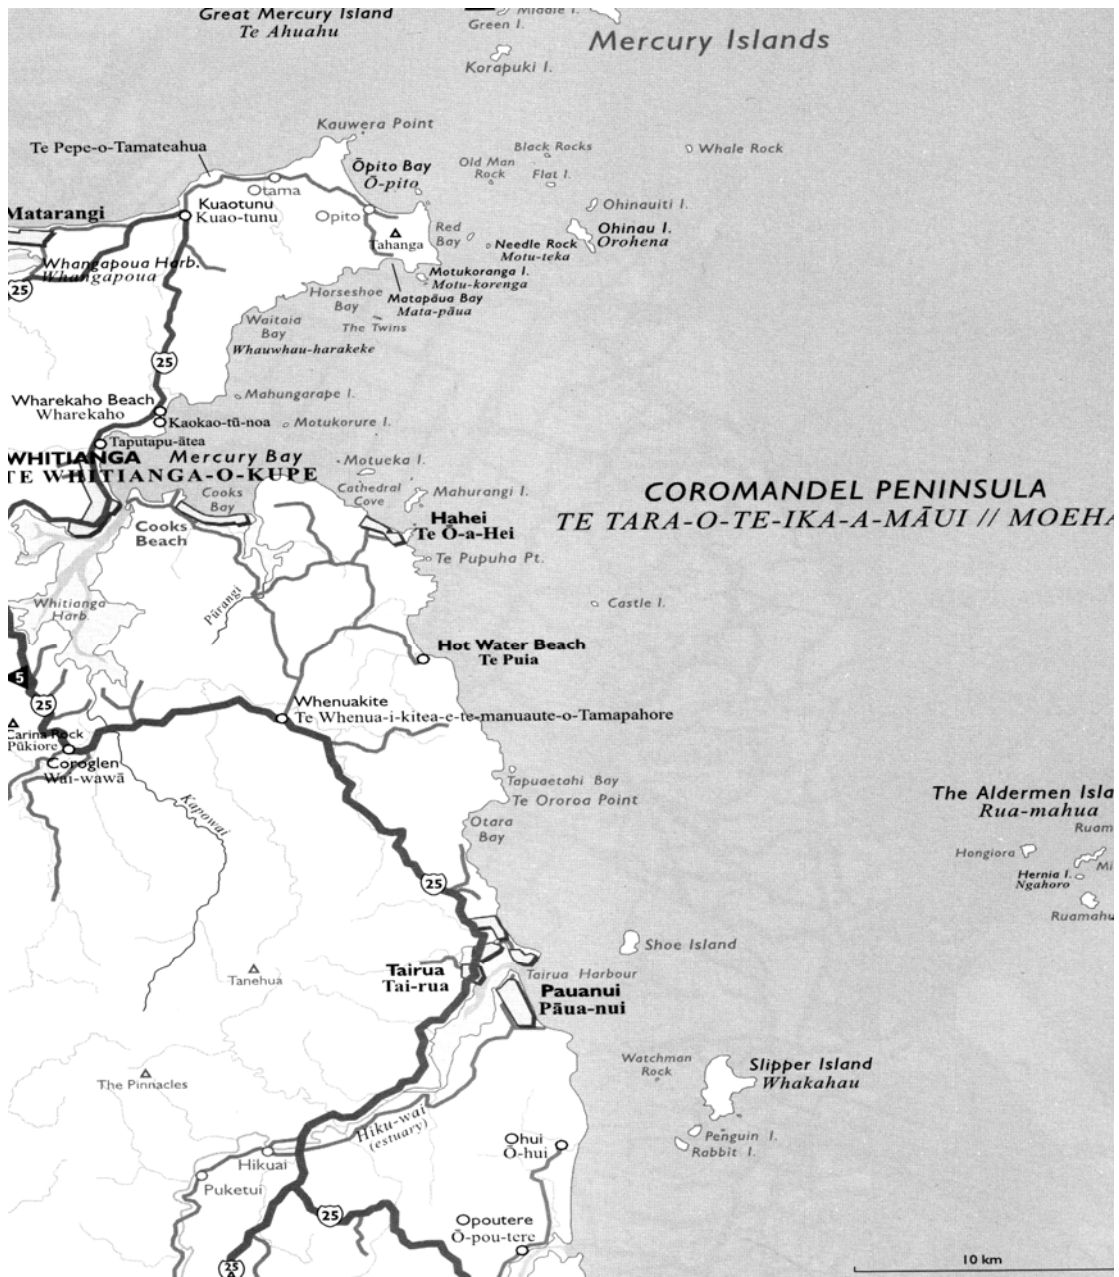 Great Mercury Island
Te Ahuahu
Middle I.
Green I.
Korapuki I.
Mercury Islands
Kauwera Point
Te Pepe-o-Tamateahua
Otama
Ōpito Bay
Ō-pito
Old Man
Rock
Black Rocks
Flat I.
Whale Rock
Matarangi
Kuaotunu
Kuao-tunu
Opito
Tahanga
Red
Bay
Ohinauiti I.
Ohinau I.
Orohena
Needle Rock
Motu-teka
Whangapoua Harb.
Whangapoua
25
Motukoranga I.
Motu-korenga
Horseshoe
Bay
Matapāua Bay
Mata-pāua
Waitaia
Bay
The Twins
Whauwhau-harakeke
25
Wharekaho Beach
Wharekaho
Mahungarape I.
Kaokao-tū-noa
Motukorure I.
Taputapu-ātea
WHITIANGA
TE WHITIANGA-O-KUPE
Mercury Bay
Motueka I.
Cooks
Bay
Cathedral
Cove
Mahurangi I.
Cooks
Beach
Hahei
Te Ō-a-Hei
COROMANDEL PENINSULA
TE TARA-O-TE-IKA-A-MĀUI // MOEHA
Te Pupuha Pt.
Whitianga
Harb.
Pūrangi
Castle I.
Hot Water Beach
Te Puia
5
25
Whenuakite
Te Whenua-i-kitea-e-te-manuaute-o-Tamapahore
Carina Rock
Pūkiore
Coroglen
Wai-wawā
Kapowai
Tapuaetahi Bay
Te Ororoa Point
Otara
Bay
The Aldermen Isla
Rua-mahua
Ruam
Hongiora
Mi
Hernia I.
Ngahoro
Ruamahu
25
Shoe Island
Tairua
Tai-rua
Tairua Harbour
Pauanui
Pāua-nui
Tanehua
The Pinnacles
Watchman
Rock
Slipper Island
Whakahau
Hiku-wai
(estuary)
Penguin I.
Rabbit I.
Ohui
Ō-hui
Hikuai
Puketui
25
Opoutere
Ō-pou-tere
25
10 km